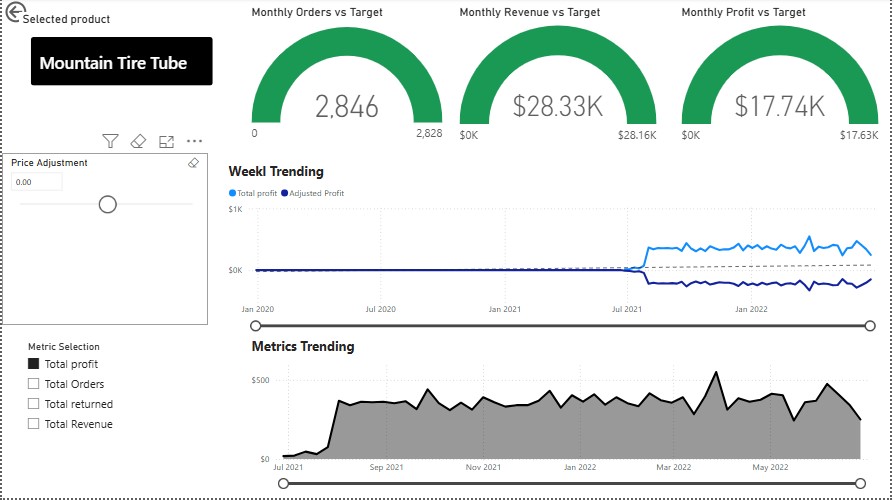 Selected product
Mountain Tire Tube
Monthly Orders vs Target
2,846
0
2,828
Monthly Revenue vs Target
$28.33K
$0K
$28.16K
Monthly Profit vs Target
$17.74K
$0K
$17.63K
Price Adjustment
0.00
Weekl Trending
Total profit
Adjusted Profit
$1K
$0K
Jan 2020
Jul 2020
Jan 2021
Jul 2021
Jan 2022
Metric Selection
Total profit
Total Orders
Total returned
Total Revenue
Metrics Trending
$500
$0
Jul 2021
Sep 2021
Nov 2021
Jan 2022
Mar 2022
May 2022